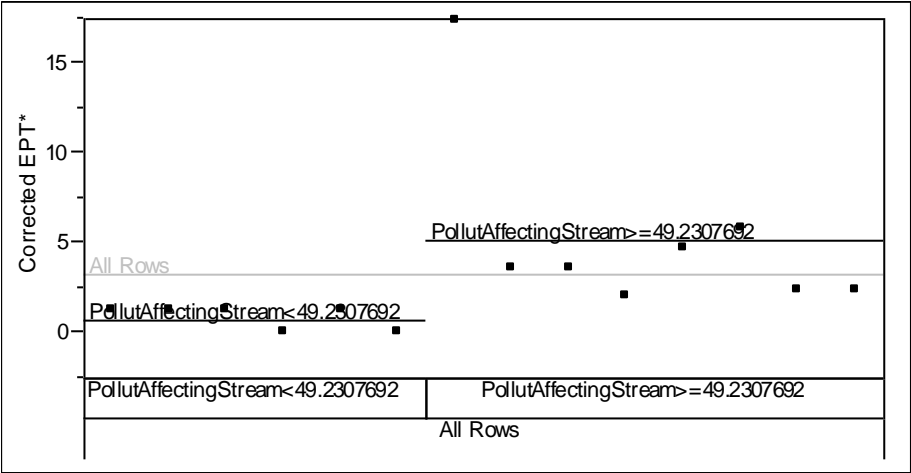 Corrected EPT*
15
10
5
0
PollutAffectingStream>=49.2307692
All Rows
PollutAffectingStream<49.2307692
PollutAffectingStream<49.2307692 PollutAffectingStream>=49.2307692
All Rows